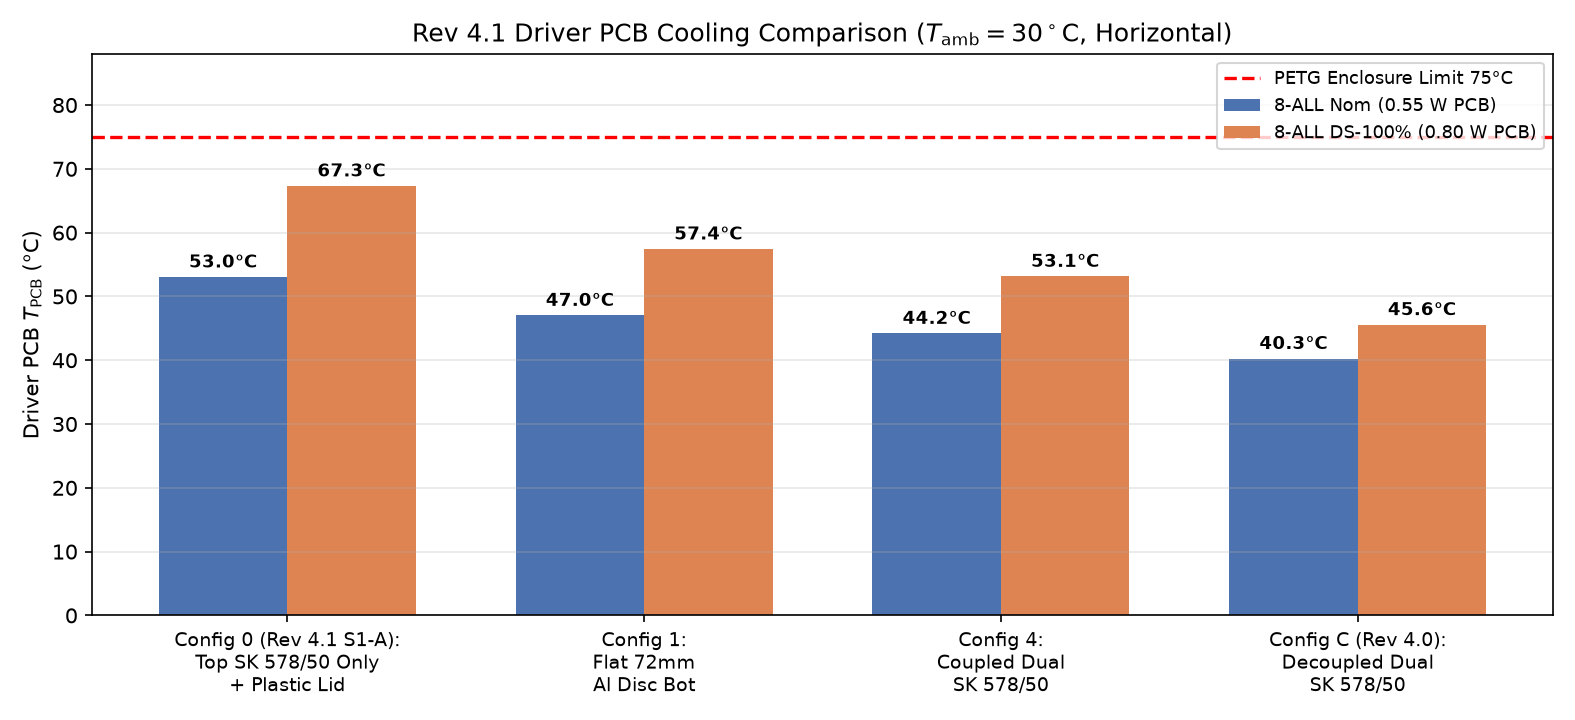 Rev 4.1 Driver PCB Cooling Comparison (T_amb = 30°C, Horizontal)
PETG Enclosure Limit 75°C
8-ALL Nom (0.55 W PCB)
8-ALL DS-100% (0.80 W PCB)
Driver PCB T_PCB (°C)
80
70
60
50
40
30
20
10
0
53.0°C
67.3°C
47.0°C
57.4°C
44.2°C
53.1°C
40.3°C
45.6°C
Config 0 (Rev 4.1 S1-A):
Top SK 578/50 Only
+ Plastic Lid
Config 1:
Flat 72mm
Al Disc Bot
Config 4:
Coupled Dual
SK 578/50
Config C (Rev 4.0):
Decoupled Dual
SK 578/50